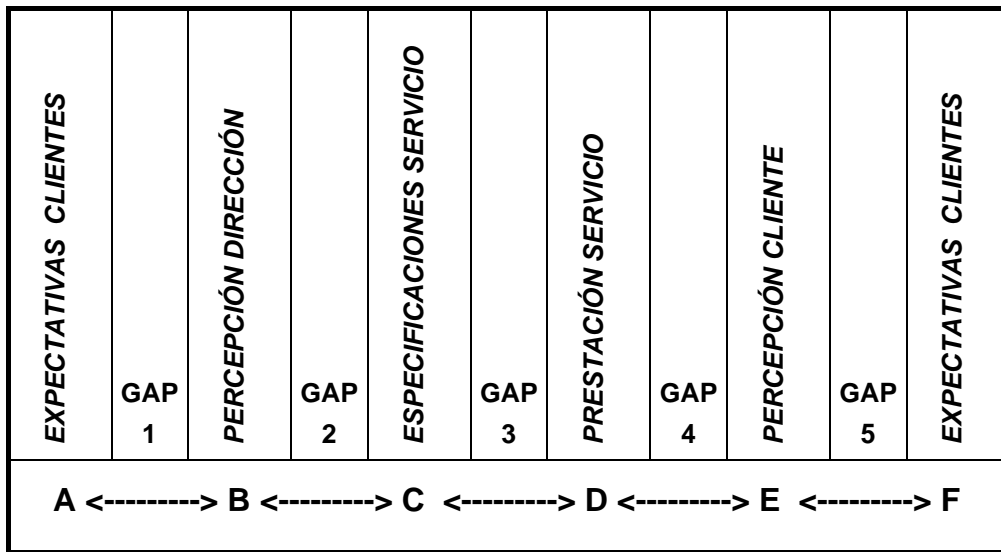 EXPECTATIVAS CLIENTES
GAP
1
PERCEPCIÓN DIRECCIÓN
GAP
2
ESPECIFICACIONES SERVICIO
GAP
3
PRESTACIÓN SERVICIO
GAP
4
PERCEPCIÓN CLIENTE
GAP
5
EXPECTATIVAS CLIENTES
A <---------> B <---------> C <---------> D <---------> E <---------> F